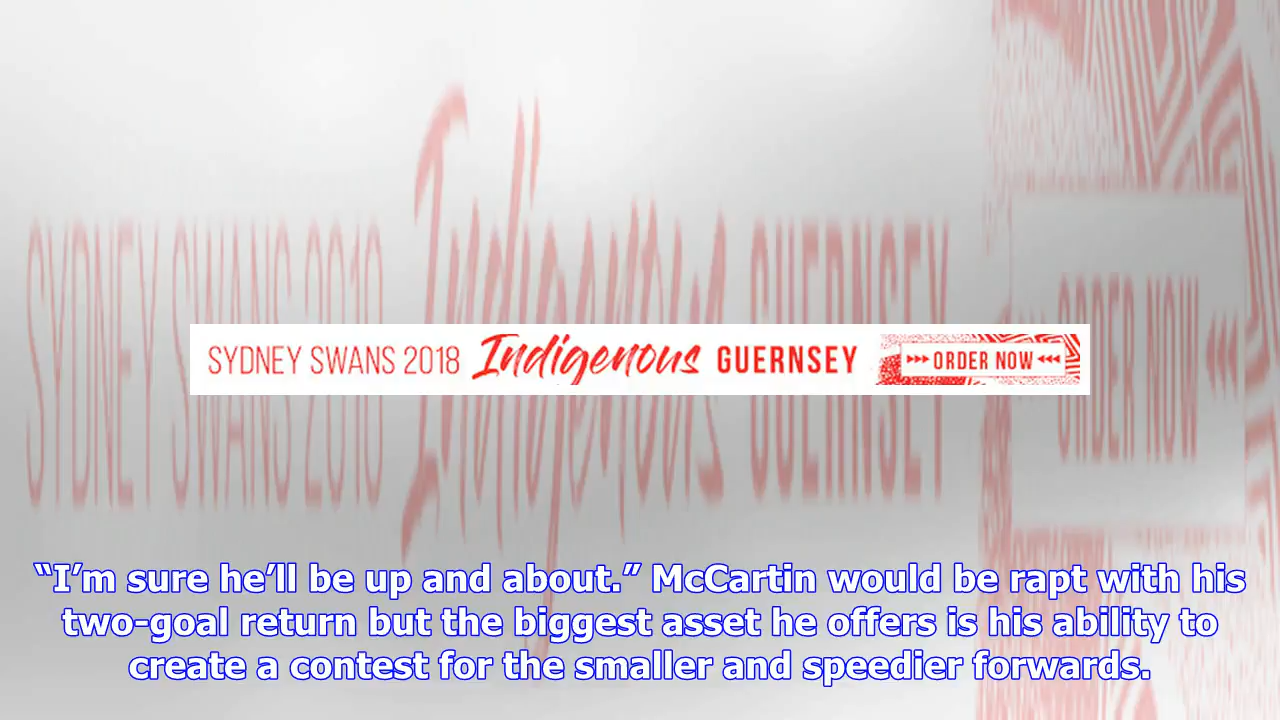 SYDNEY SWANS 2018 Indigenous GUERNSEY ORDER NOW
“I’m sure he’ll be up and about.” McCartin would be rapt with his
two-goal return but the biggest asset he offers is his ability to
create a contest for the smaller and speedier forwards.